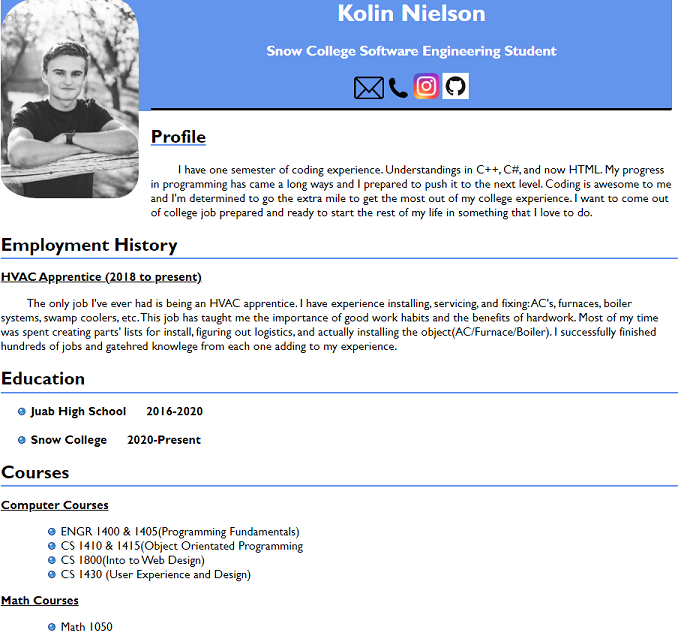 Kolin Nielson
Snow College Software Engineering Student
Profile
I have one semester of coding experience. Understandings in C++, C#, and now HTML. My progress
in programming has came a long ways and I prepared to push it to the next level. Coding is awesome to me
and I'm determined to go the extra mile to get the most out of my college experience. I want to come out
of college job prepared and ready to start the rest of my life in something that I love to do.
Employment History
HVAC Apprentice (2018 to present)
The only job I've ever had is being an HVAC apprentice. I have experience installing, servicing, and fixing: AC's, furnaces, boiler
systems, swamp coolers, etc. This job has taught me the importance of good work habits and the benefits of hardwork. Most of my time
was spent creating parts' lists for install, figuring out logistics, and actually installing the object(AC/Furnace/Boiler). I successfully finished
hundreds of jobs and gatehred knowlege from each one adding to my experience.
Education
Juab High School 2016-2020
Snow College 2020-Present
Courses
Computer Courses
ENGR 1400 & 1405(Programming Fundamentals)
CS 1410 & 1415(Object Orientated Programming
CS 1800(Into to Web Design)
CS 1430 (User Experience and Design)
Math Courses
Math 1050